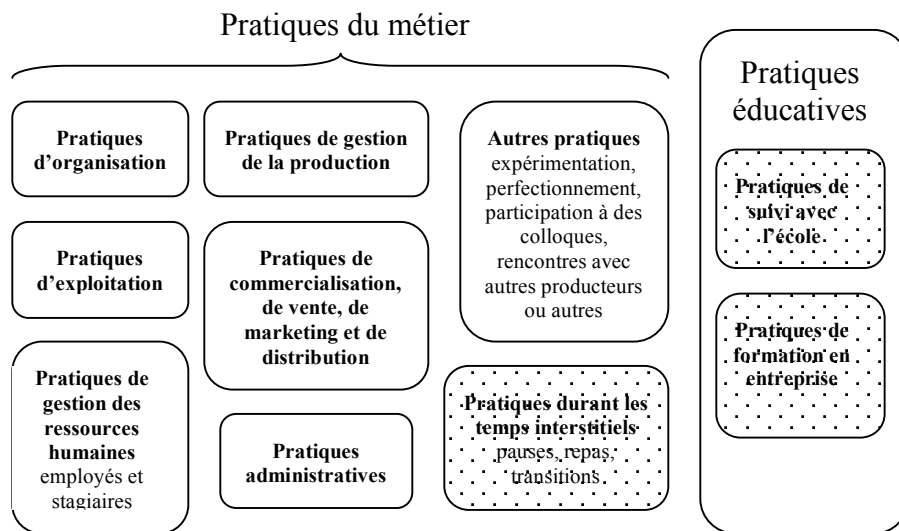 Pratiques du métier
Pratiques
d'organisation
Pratiques
d'exploitation
Pratiques de
gestion des
ressources
humaines
employés et
stagiaires
Pratiques de gestion
de la production
Pratiques de
commercialisation,
de vente, de
marketing et de
distribution
Pratiques
administratives
Autres pratiques
expérimentation,
perfectionnement,
participation à des
colloques,
rencontres avec
autres producteurs
ou autres
Pratiques durant les
temps interstitiels
pauses, repas,
transitions
Pratiques
éducatives
Pratiques de
suivi avec
l'école
Pratiques de
formation en
entreprise